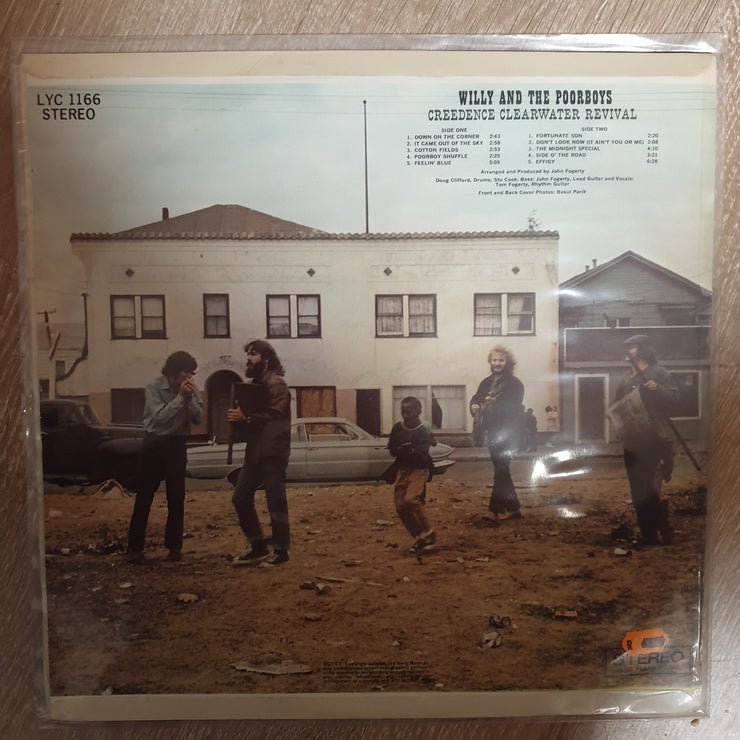 LYC 1166
STEREO
WILLY AND THE POORBOYS
CREEDENCE CLEARWATER REVIVAL
SIDE ONE
1. DOWN ON THE CORNER 2:43
2. IT CAME OUT OF THE SKY 2:58
3. COTTON FIELDS 2:53
4. POORBOY SHUFFLE 2:25
5. FEELIN' BLUE 5:05
SIDE TWO
1. FORTUNATE SON 2:20
2. DON'T LOOK NOW (IT AIN'T YOU OR ME) 2:08
3. THE MIDNIGHT SPECIAL 4:10
4. SIDE O' THE ROAD 3:21
5. EFFIGY 6:28
Arranged and Produced by John Fogerty
Doug Clifford, Drums; Stu Cook, Bass; John Fogerty, Lead Guitar and Vocals;
Tom Fogerty, Rhythm Guitar
Front and Back Cover Photos: Basul Parik
R
STEREO